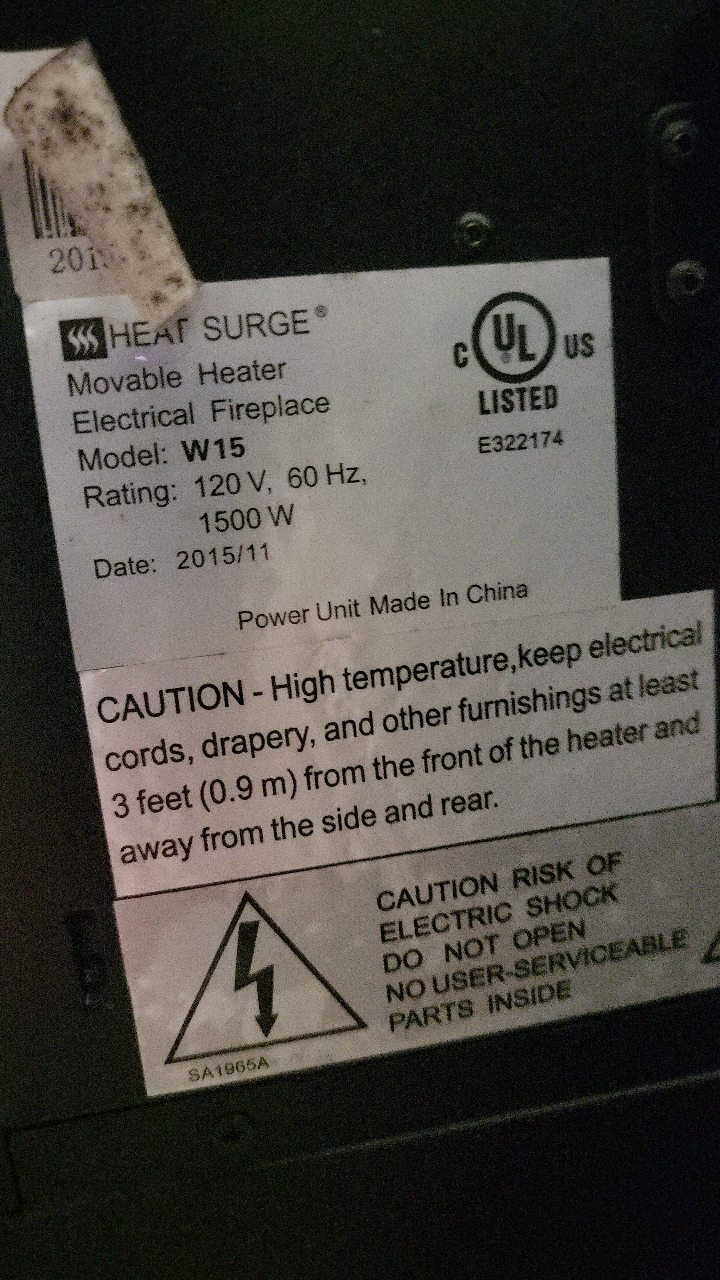 201
HEAT SURGE®
Movable Heater
Electrical Fireplace
Model: W15
Rating: 120 V, 60 Hz,
1500 W
Date: 2015/11
C UL® US
LISTED
E322174
Power Unit Made In China
CAUTION - High temperature,keep electrical
cords, drapery, and other furnishings at least
3 feet (0.9 m) from the front of the heater and
away from the side and rear.
CAUTION RISK OF
ELECTRIC SHOCK
DO NOT OPEN
NO USER-SERVICEABLE
PARTS INSIDE
SA1965A